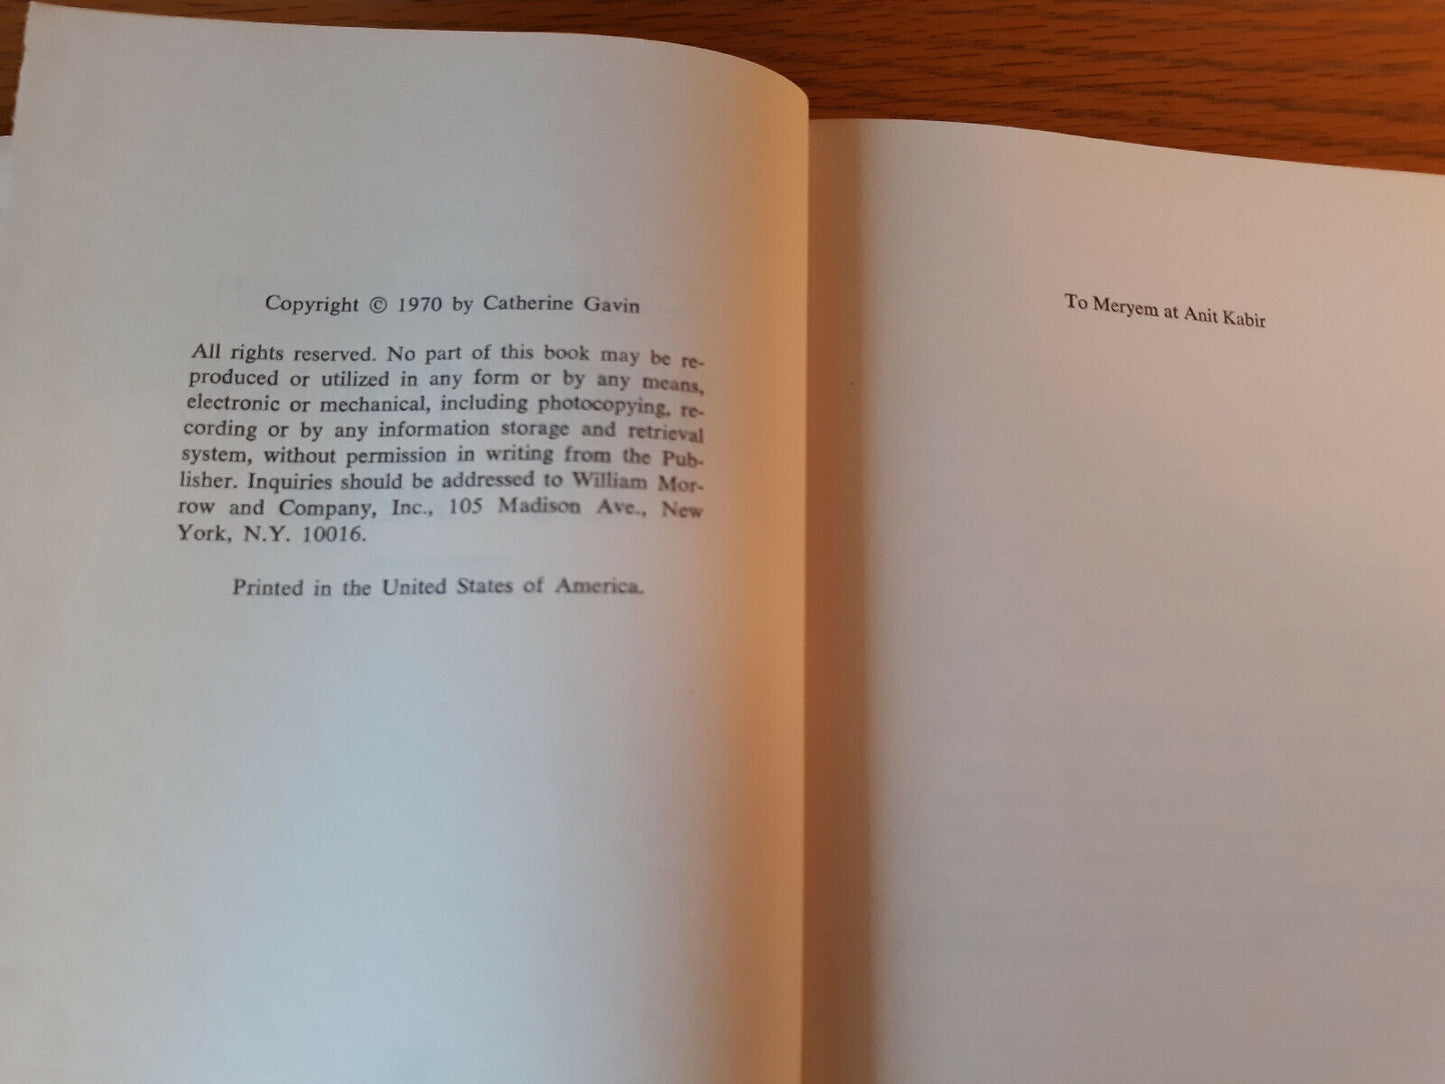 Copyright © 1970 by Catherine Gavin
All rights reserved. No part of this book may be re-
produced or utilized in any form or by any means,
electronic or mechanical, including photocopying, re-
cording or by any information storage and retrieval
system, without permission in writing from the Pub-
lisher. Inquiries should be addressed to William Mor-
row and Company, Inc., 105 Madison Ave., New
York, N.Y. 10016.
Printed in the United States of America.
To Meryem at Anit Kabir